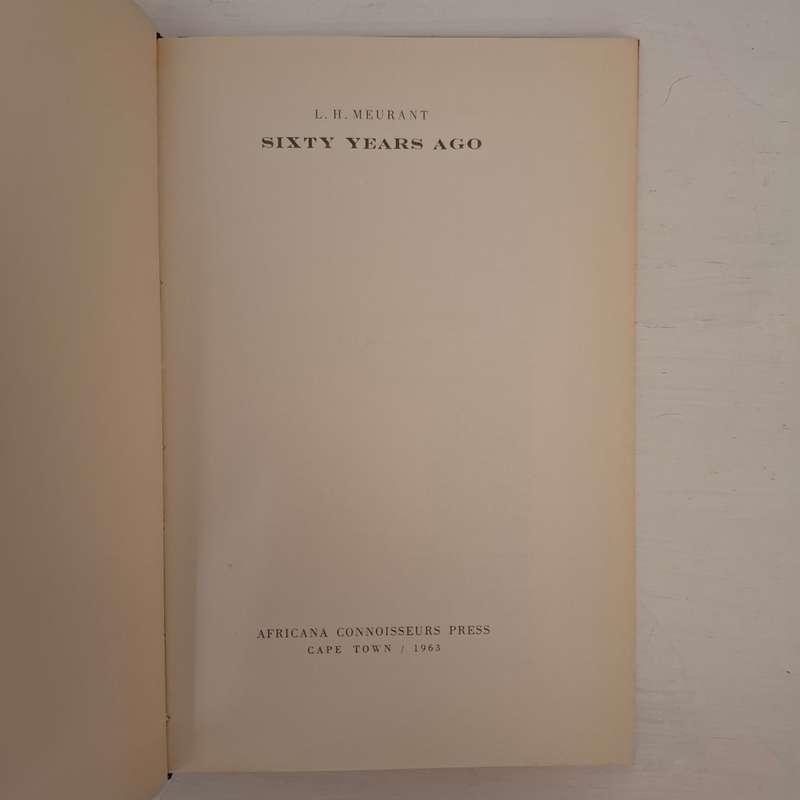 L. H. MEURANT
SIXTY YEARS AGO
AFRICANA CONNOISSEURS PRESS
CAPE TOWN / 1963